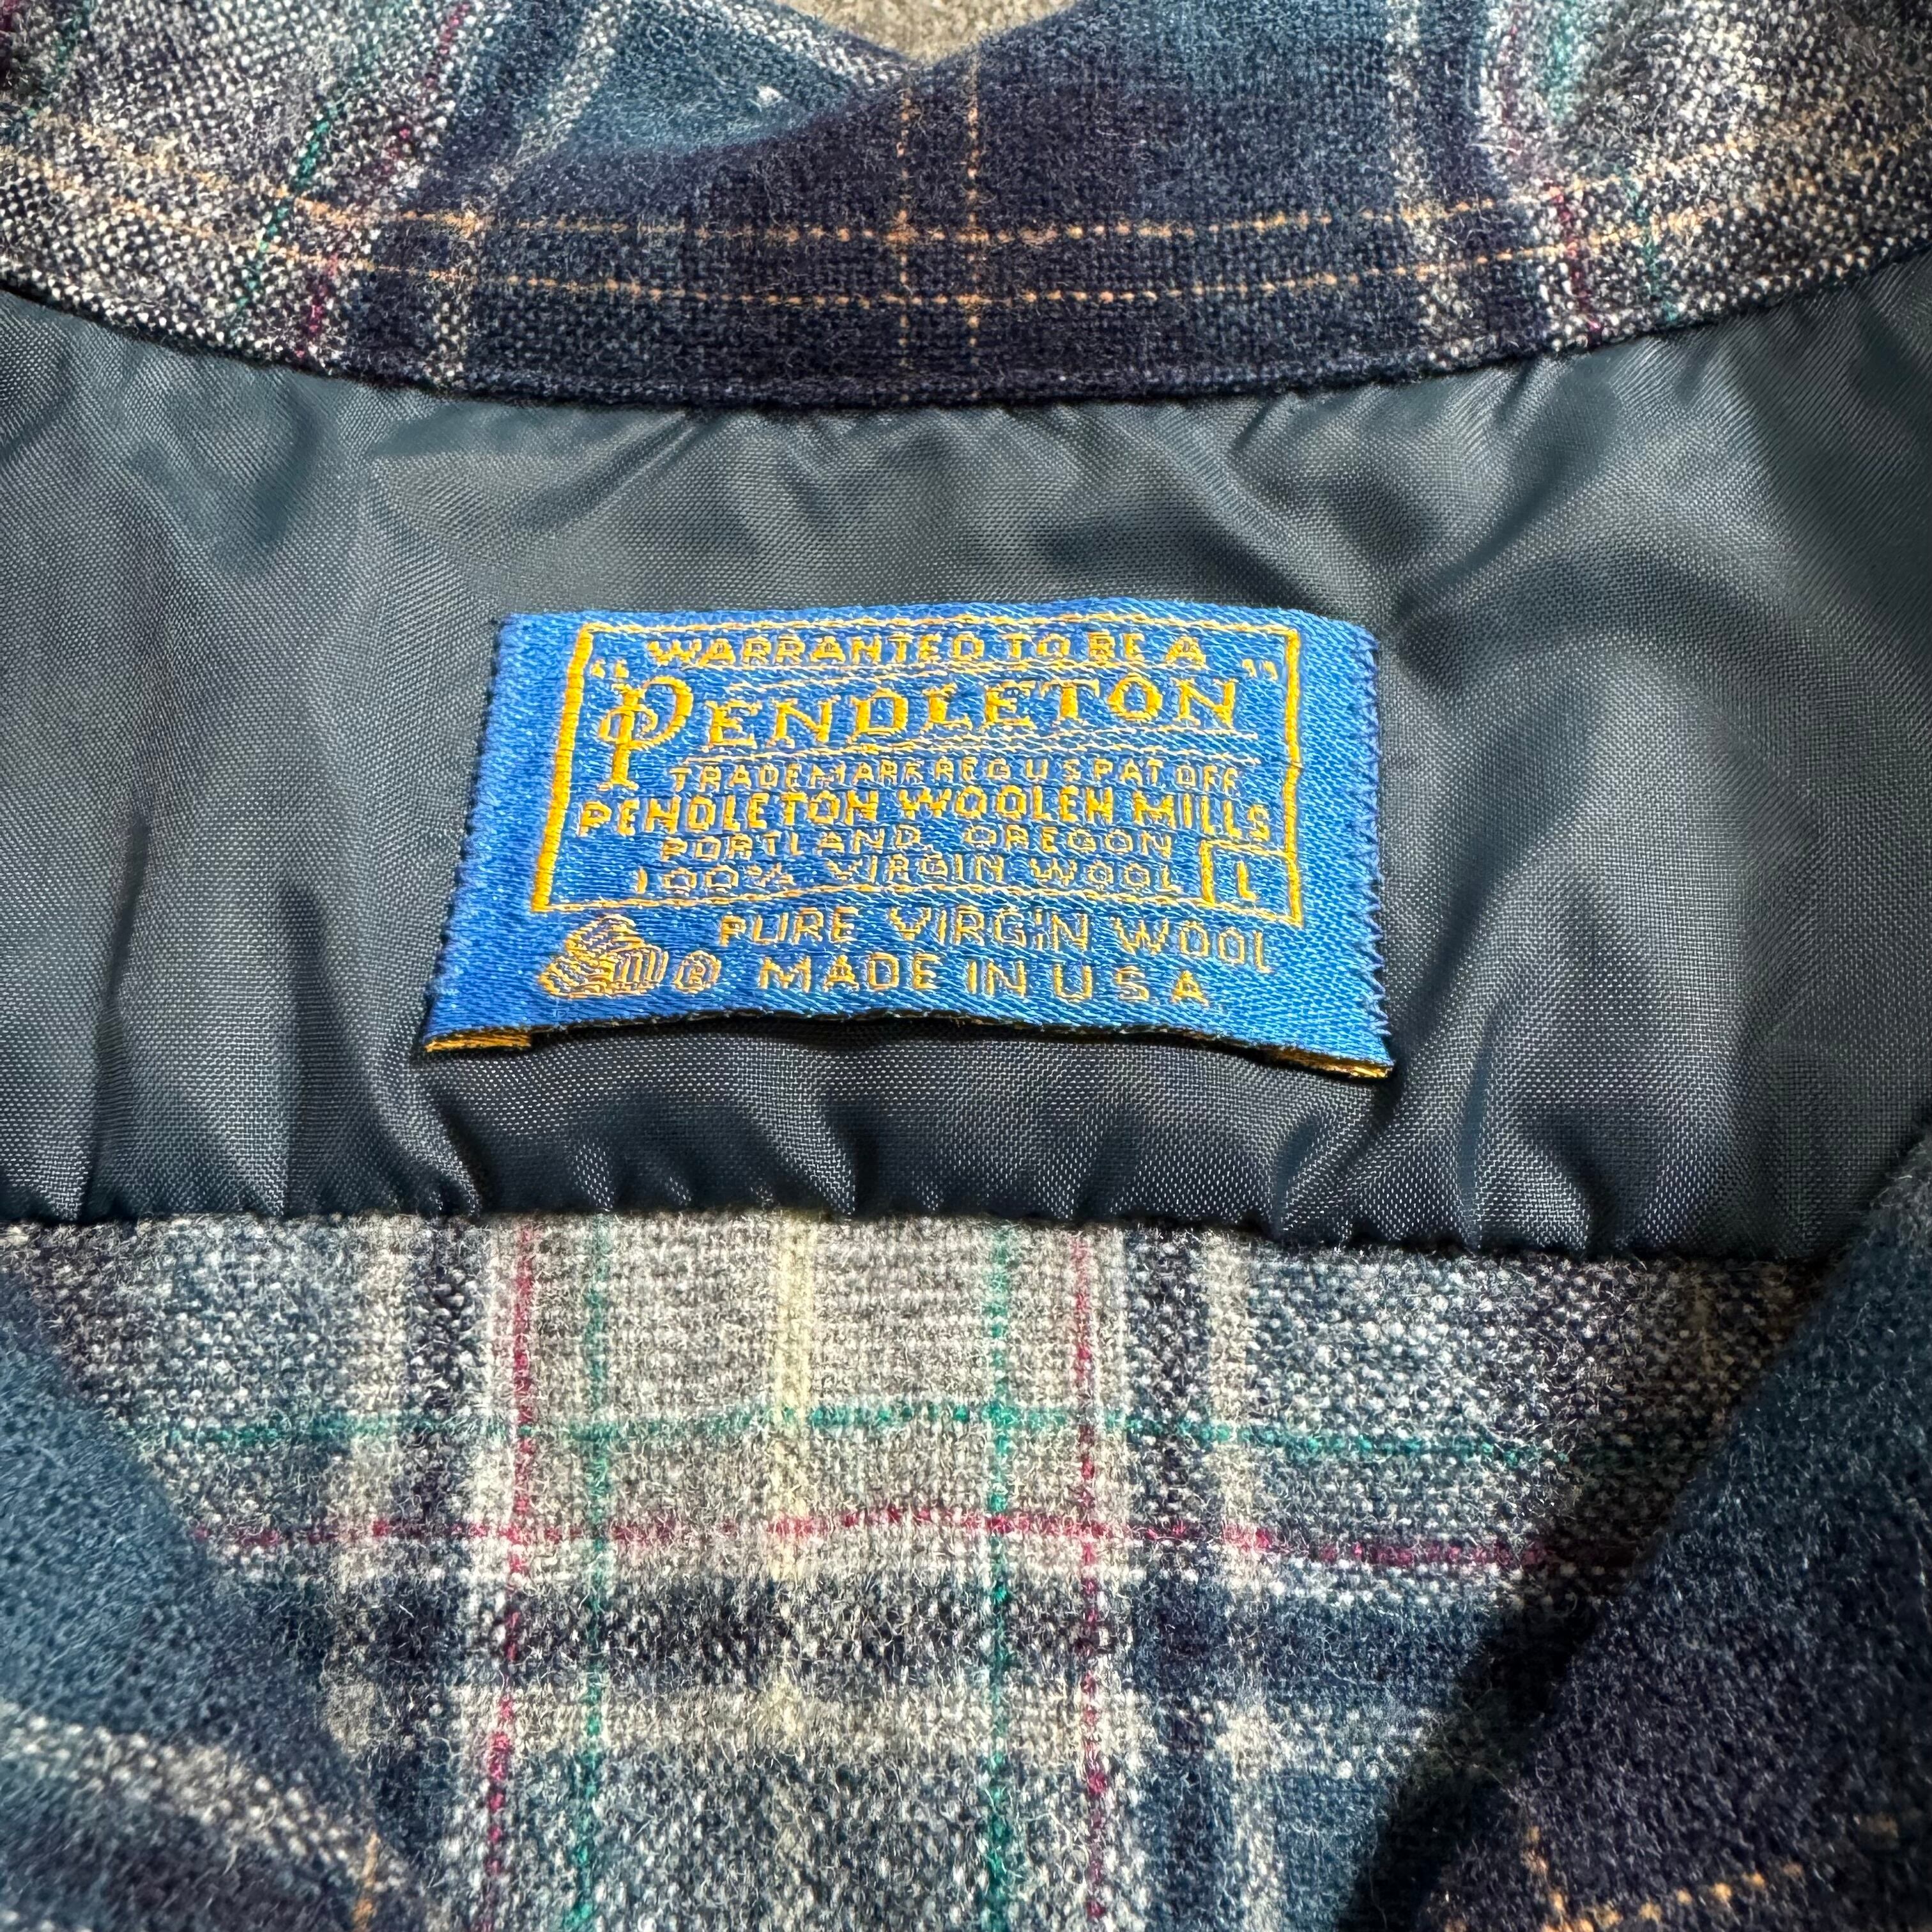 WARRANTED TO BE A
"PENDLETON"
TRADEMARK REG U S PAT OFF
PENDLETON WOOLEN MILLS
PORTLAND, OREGON
100% VIRGIN WOOL L
PURE VIRGIN WOOL
® MADE IN U.S.A.